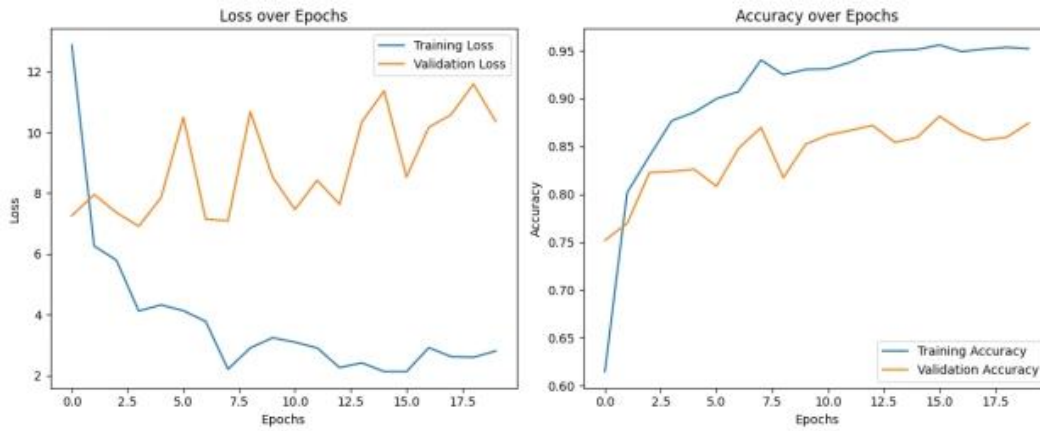 Loss over Epochs
Training Loss
Validation Loss
12
10
8
6
4
2
Loss
0.0 2.5 5.0 7.5 10.0 12.5 15.0 17.5
Epochs
Accuracy over Epochs
0.95
0.90
0.85
0.80
0.75
0.70
0.65
0.60
Accuracy
Training Accuracy
Validation Accuracy
0.0 2.5 5.0 7.5 10.0 12.5 15.0 17.5
Epochs